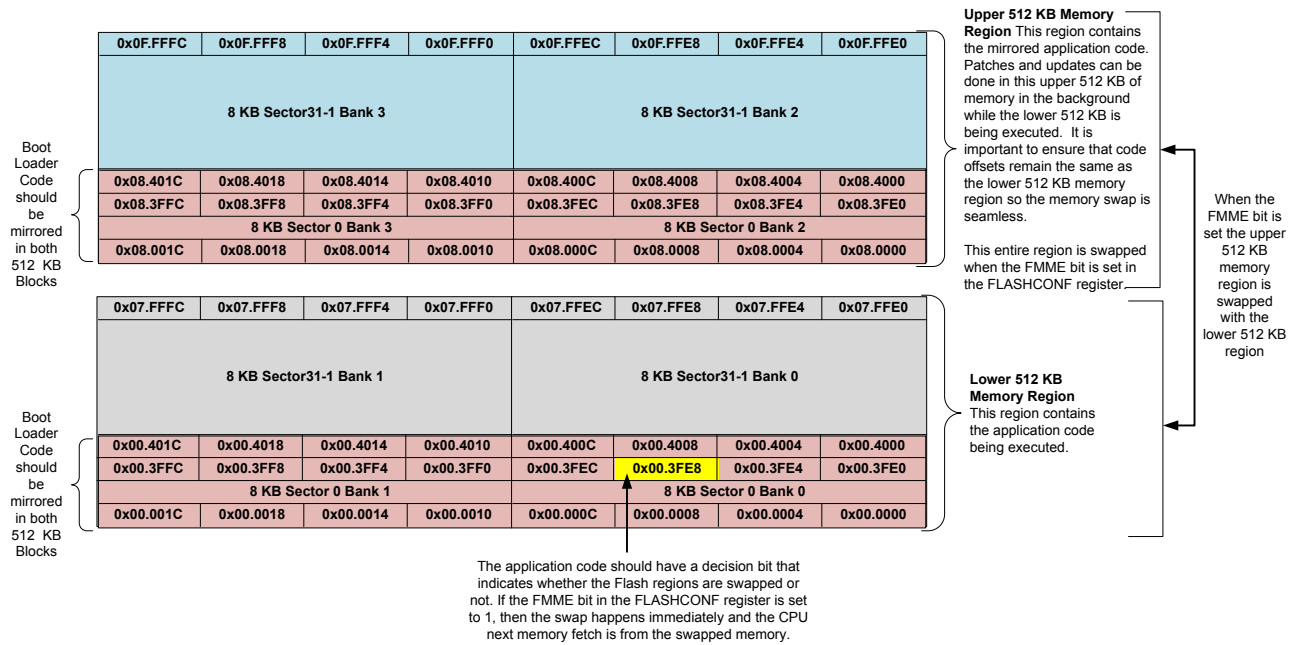 Upper 512 KB Memory
Region This region contains
the mirrored application code.
Patches and updates can be
done in this upper 512 KB of
memory in the background
while the lower 512 KB is
being executed. It is
important to ensure that code
offsets remain the same as
the lower 512 KB memory
region so the memory swap is
seamless.
This entire region is swapped
when the FMME bit is set in
the FLASHCONF register.
0x0F.FFFC 0x0F.FFF8 0x0F.FFF4 0x0F.FFF0 0x0F.FFEC 0x0F.FFE8 0x0F.FFE4 0x0F.FFE0
8 KB Sector31-1 Bank 3 8 KB Sector31-1 Bank 2
Boot
Loader
Code
should
be
mirrored
in both
512 KB
Blocks
0x08.401C 0x08.4018 0x08.4014 0x08.4010 0x08.400C 0x08.4008 0x08.4004 0x08.4000
0x08.3FFC 0x08.3FF8 0x08.3FF4 0x08.3FF0 0x08.3FEC 0x08.3FE8 0x08.3FE4 0x08.3FE0
8 KB Sector 0 Bank 3 8 KB Sector 0 Bank 2
0x08.001C 0x08.0018 0x08.0014 0x08.0010 0x08.000C 0x08.0008 0x08.0004 0x08.0000
When the
FMME bit is
set the upper
512 KB
memory
region is
swapped
with the
lower 512 KB
region
0x07.FFFC 0x07.FFF8 0x07.FFF4 0x07.FFF0 0x07.FFEC 0x07.FFE8 0x07.FFE4 0x07.FFE0
8 KB Sector31-1 Bank 1 8 KB Sector31-1 Bank 0
Lower 512 KB
Memory Region
This region contains
the application code
being executed.
Boot
Loader
Code
should
be
mirrored
in both
512 KB
Blocks
0x00.401C 0x00.4018 0x00.4014 0x00.4010 0x00.400C 0x00.4008 0x00.4004 0x00.4000
0x00.3FFC 0x00.3FF8 0x00.3FF4 0x00.3FF0 0x00.3FEC 0x00.3FE8 0x00.3FE4 0x00.3FE0
8 KB Sector 0 Bank 1 8 KB Sector 0 Bank 0
0x00.001C 0x00.0018 0x00.0014 0x00.0010 0x00.000C 0x00.0008 0x00.0004 0x00.0000
The application code should have a decision bit that
indicates whether the Flash regions are swapped or
not. If the FMME bit in the FLASHCONF register is set
to 1, then the swap happens immediately and the CPU
next memory fetch is from the swapped memory.